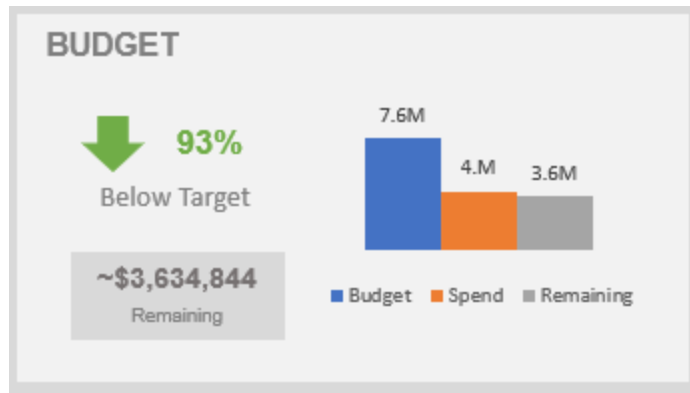 BUDGET
93%
Below Target
~$3,634,844
Remaining
7.6M
4.M
3.6M
Budget Spend Remaining